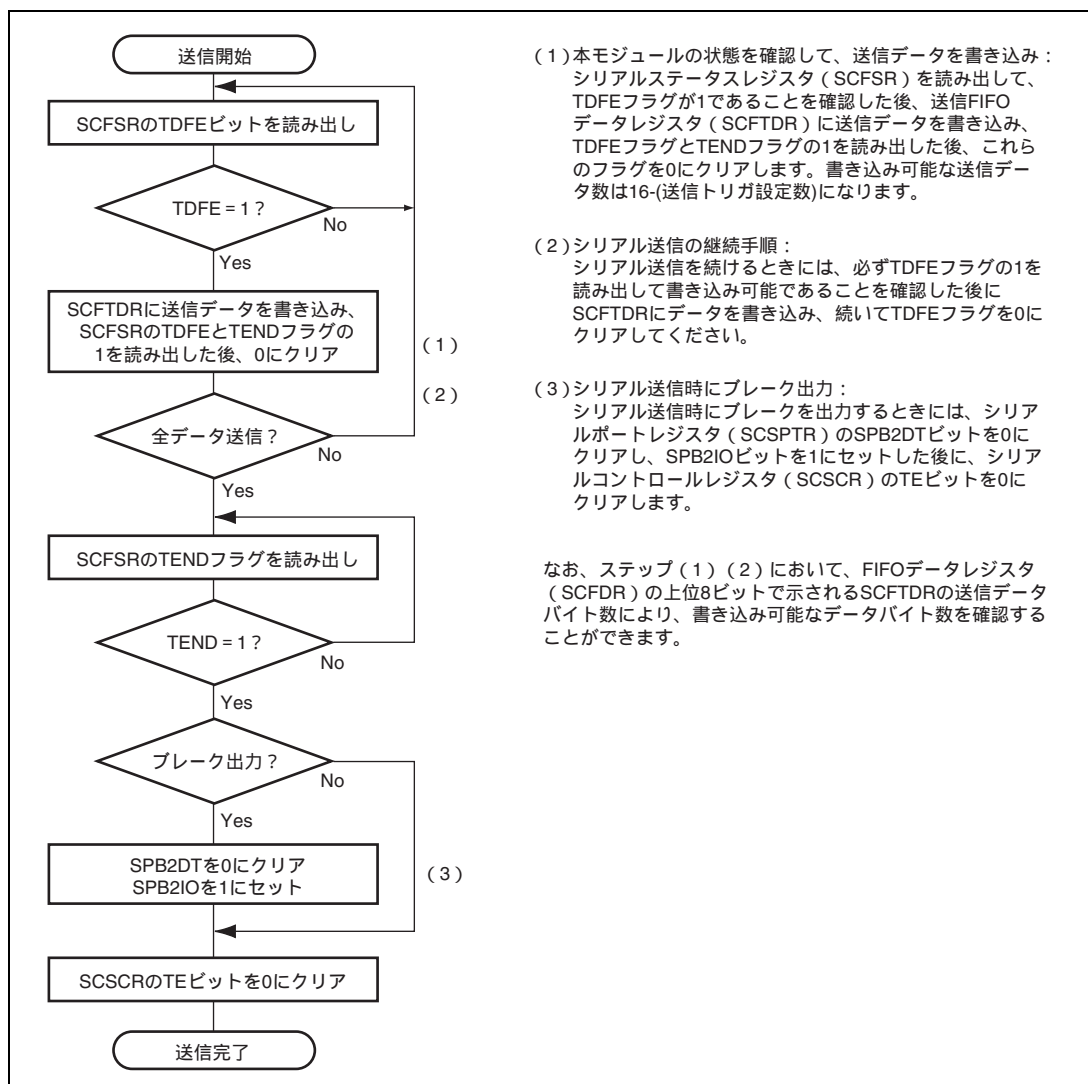 送信開始
SCFSRのTDFEビットを読み出し
TDFE = 1?
No
Yes
SCFTDRに送信データを書き込み、
SCFSRのTDFEとTENDフラグの
1を読み出した後、0にクリア
(1)
(2)
全データ送信?
No
Yes
SCFSRのTENDフラグを読み出し
TEND = 1?
No
Yes
ブレーク出力?
No
Yes
SPB2DTを0にクリア
SPB2IOを1にセット
(3)
SCSCRのTEビットを0にクリア
送信完了
(1)本モジュールの状態を確認して、送信データを書き込み:
シリアルステータスレジスタ(SCFSR)を読み出して、
TDFEフラグが1であることを確認した後、送信FIFO
データレジスタ(SCFTDR)に送信データを書き込み、
TDFEフラグとTENDフラグの1を読み出した後、これら
のフラグを0にクリアします。書き込み可能な送信デー
タ数は16-(送信トリガ設定数)になります。
(2)シリアル送信の継続手順:
シリアル送信を続けるときには、必ずTDFEフラグの1を
読み出して書き込み可能であることを確認した後に
SCFTDRにデータを書き込み、続いてTDFEフラグを0に
クリアしてください。
(3)シリアル送信時にブレーク出力:
シリアル送信時にブレークを出力するときには、シリア
ルポートレジスタ(SCSPTR)のSPB2DTビットを0に
クリアし、SPB2IOビットを1にセットした後に、シリア
ルコントロールレジスタ(SCSCR)のTEビットを0に
クリアします。
なお、ステップ(1)(2)において、FIFOデータレジスタ
(SCFDR)の上位8ビットで示されるSCFTDRの送信データ
バイト数により、書き込み可能なデータバイト数を確認する
ことができます。